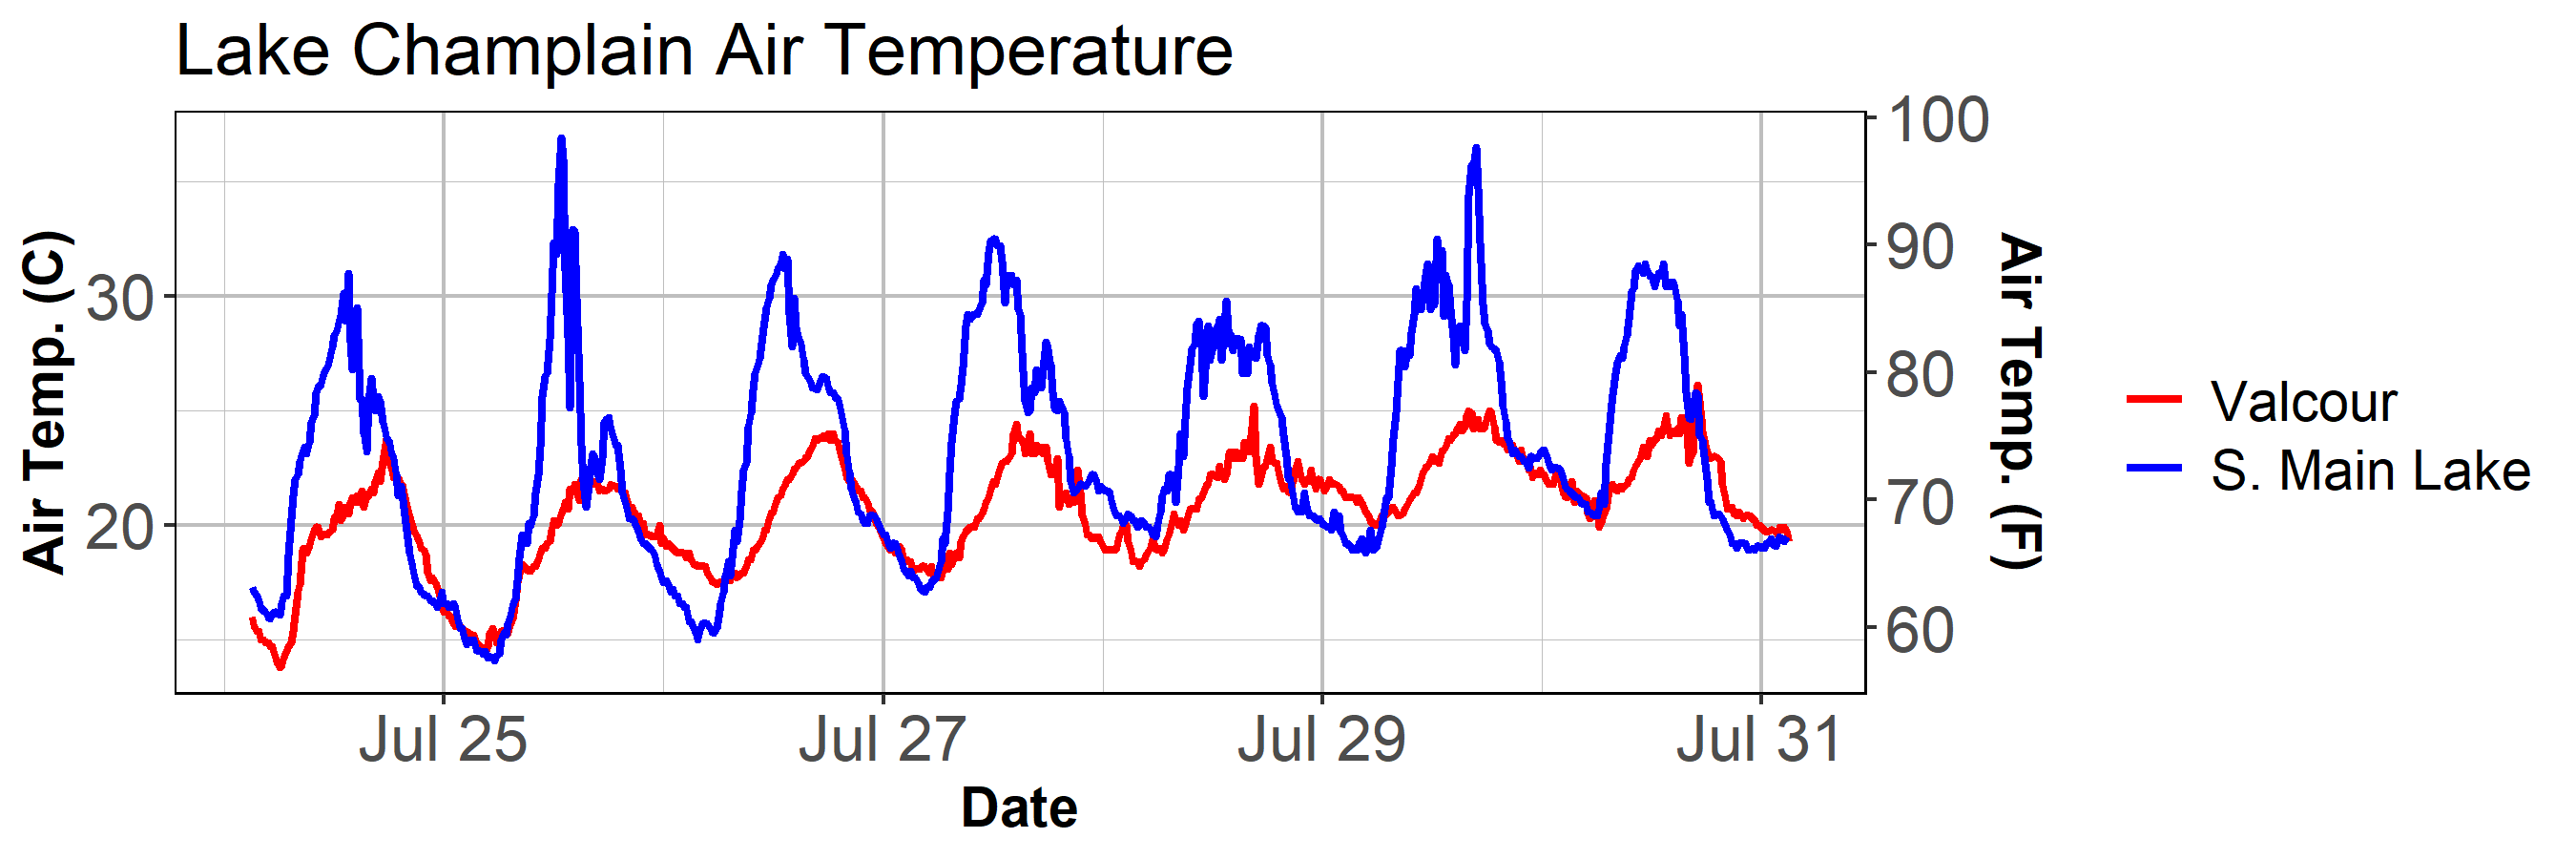 Lake Champlain Air Temperature
Air Temp. (C)
30
20
100
90
80
70
60
Air Temp. (F)
Jul 25
Jul 27
Jul 29
Jul 31
Date
Valcour
S. Main Lake